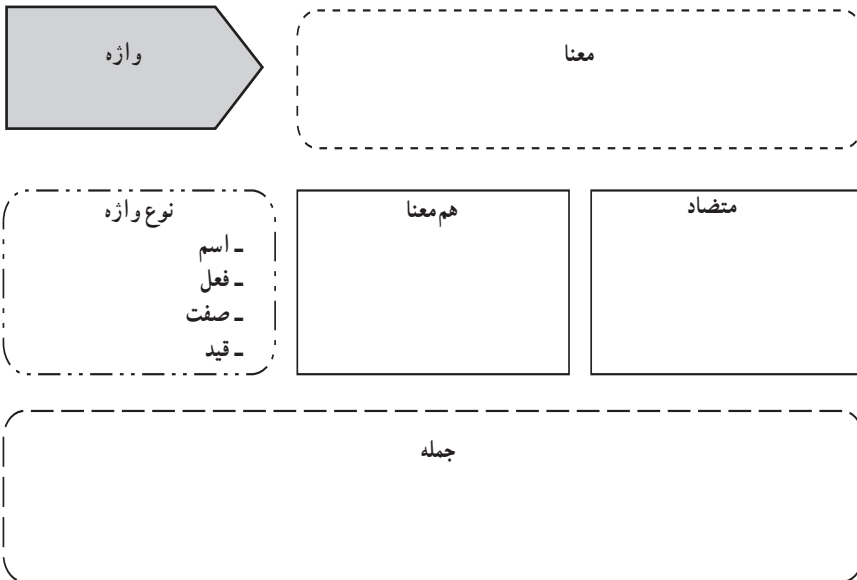 واژه
معنا
نوع واژه
ـ اسم
ـ فعل
ـ صفت
ـ قید
هم معنا
متضاد
جمله